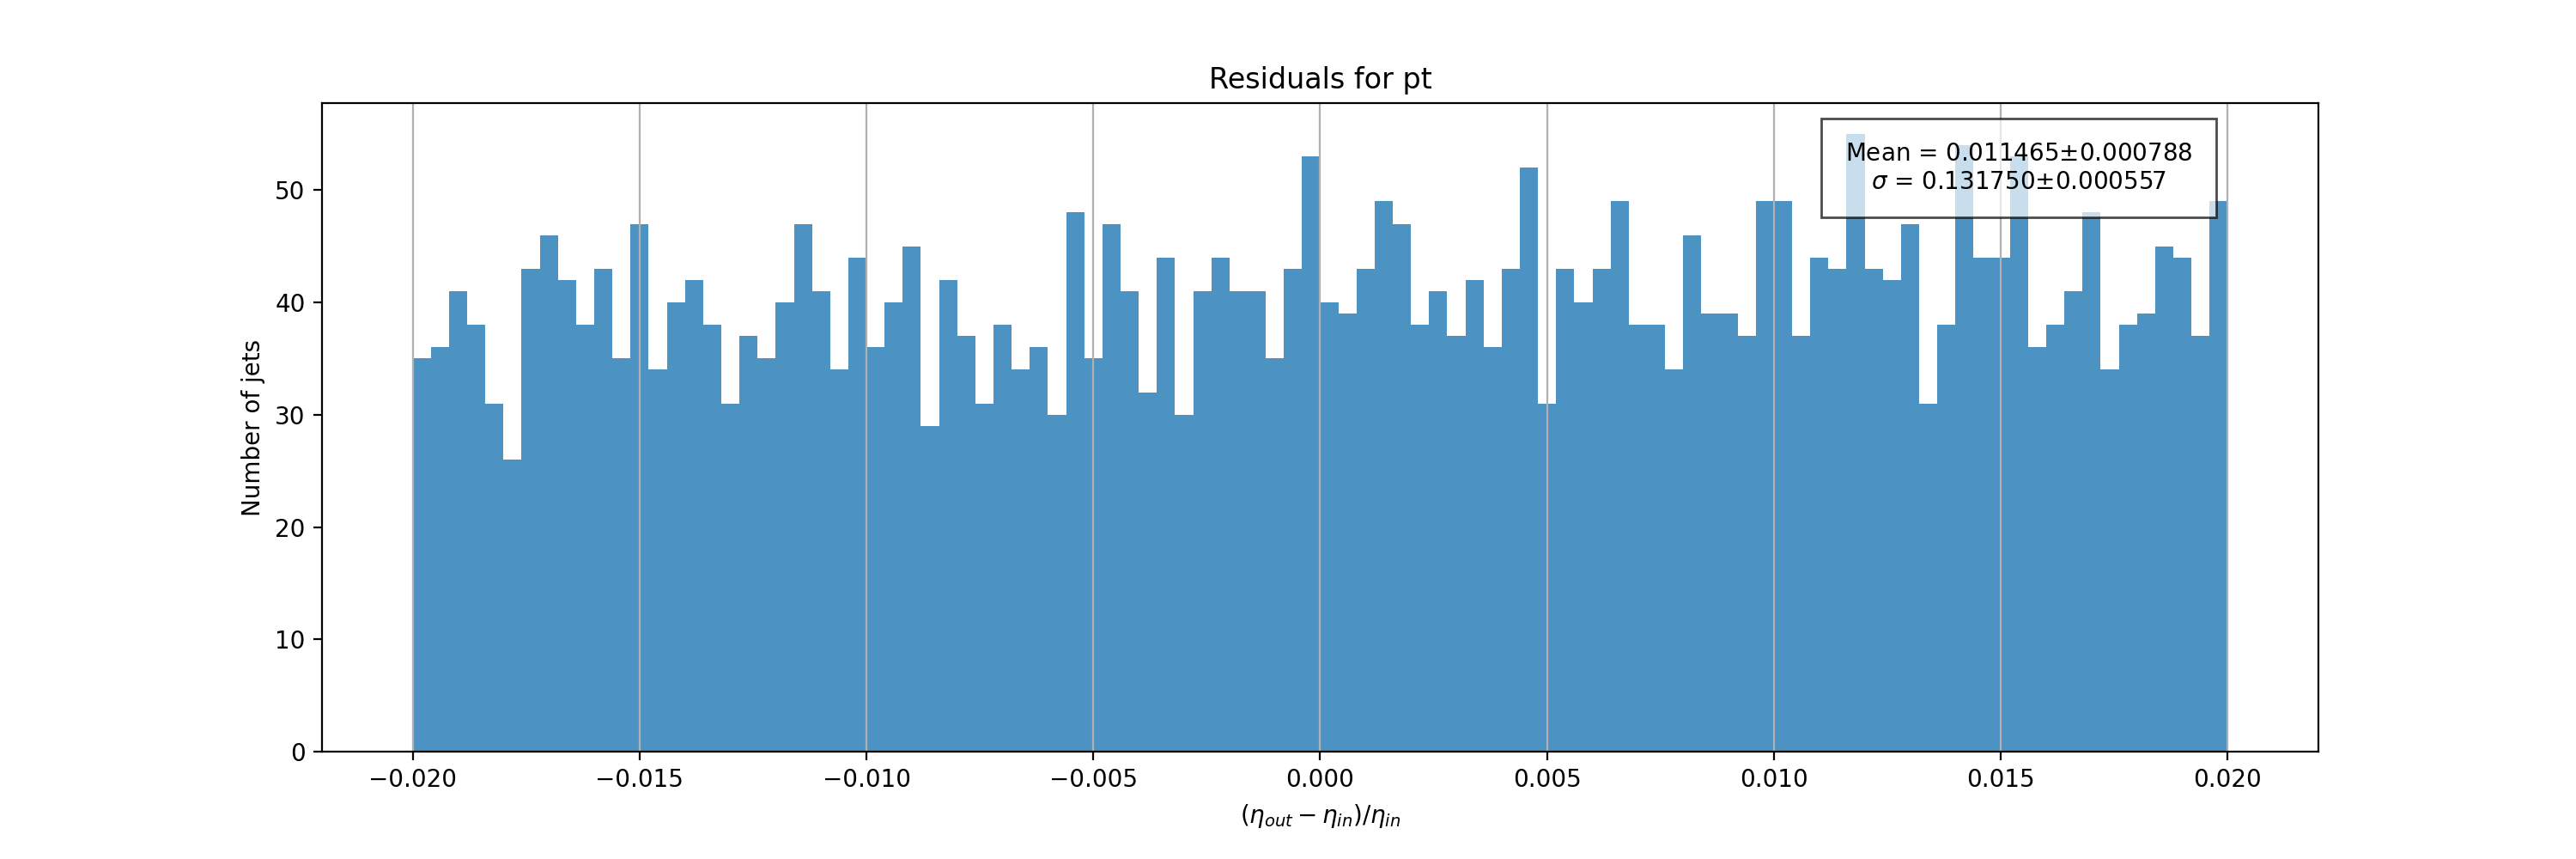 Residuals for pt
Mean = 0.011465±0.000788
σ = 0.131750±0.000557
Number of jets
50
40
30
20
10
0
−0.020 −0.015 −0.010 −0.005 0.000 0.005 0.010 0.015 0.020
(η_out − η_in)/η_in